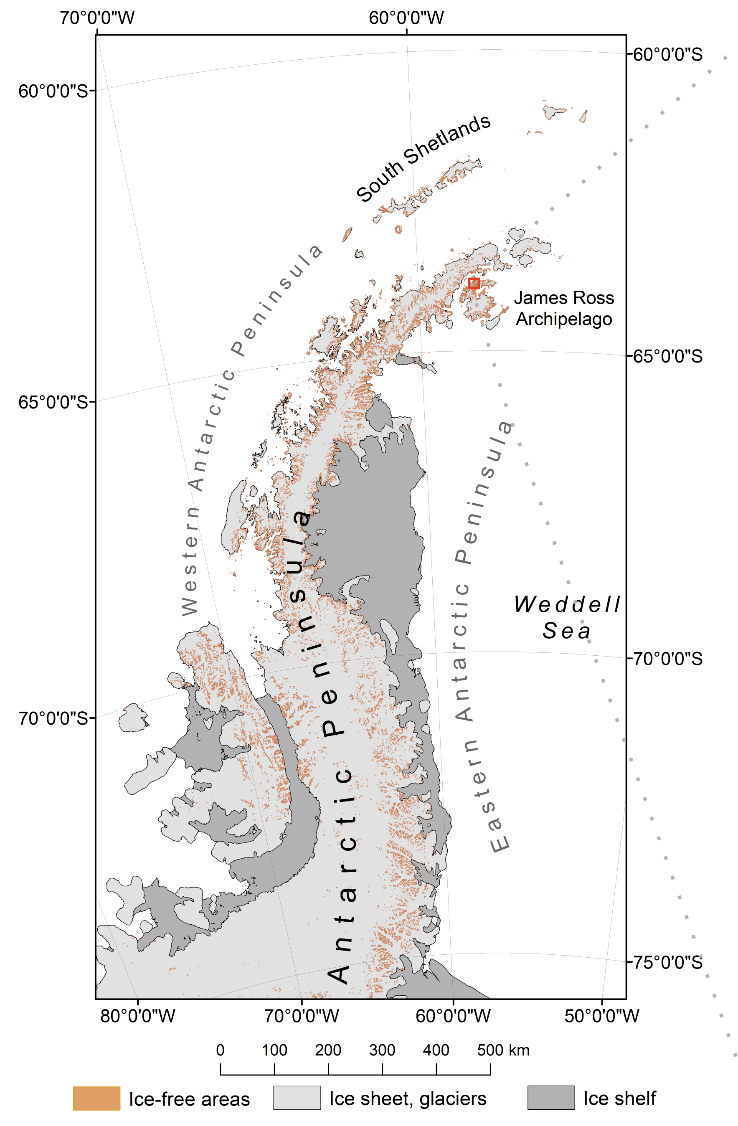 70°0'0"W
60°0'0"W
60°0'0"S
60°0'0"S
South Shetlands
Western Antarctic Peninsula
James Ross
Archipelago
65°0'0"S
65°0'0"S
Antarctic Peninsula
Eastern Antarctic Peninsula
Weddell
Sea
70°0'0"S
70°0'0"S
75°0'0"S
80°0'0"W
70°0'0"W
60°0'0"W
50°0'0"W
0 100 200 300 400 500 km
Ice-free areas
Ice sheet, glaciers
Ice shelf